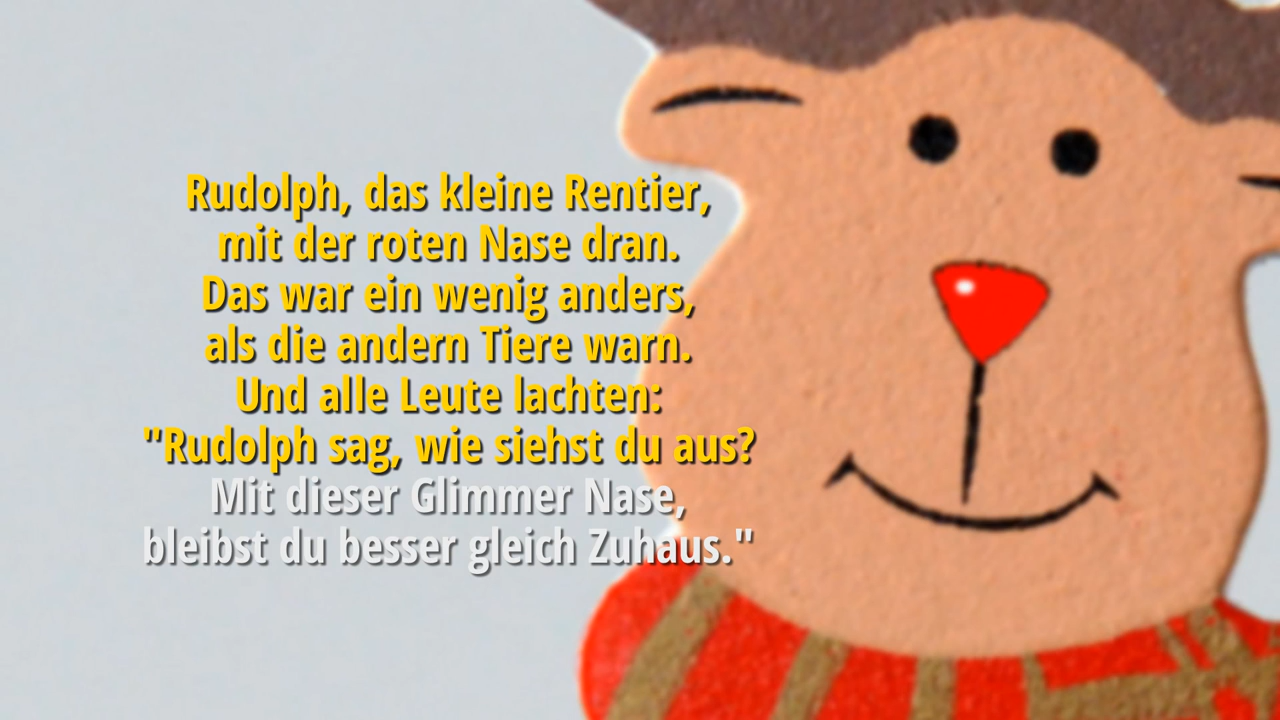 Rudolph, das kleine Rentier,
mit der roten Nase dran.
Das war ein wenig anders,
als die andern Tiere warn.
Und alle Leute lachten:
"Rudolph sag, wie siehst du aus?
Mit dieser Glimmer Nase,
bleibst du besser gleich Zuhaus."